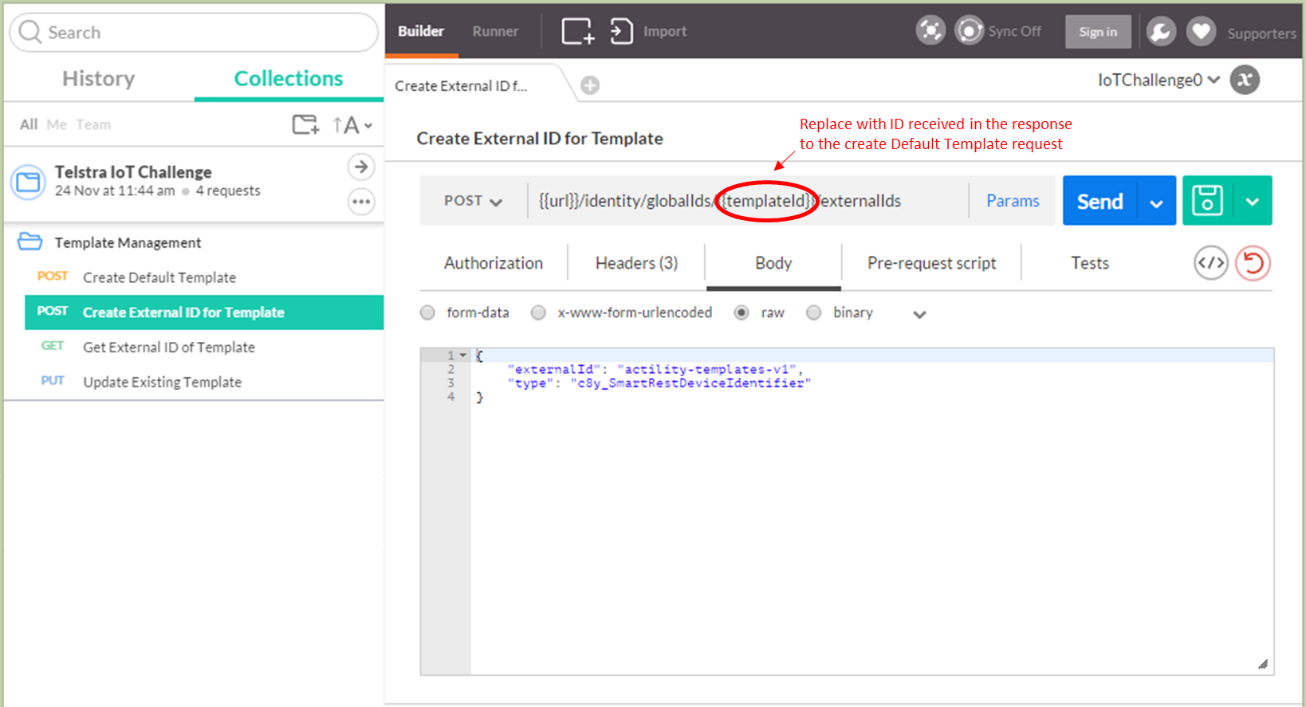 Search
History Collections
All Me Team ↑A
Telstra IoT Challenge
24 Nov at 11:44 am 4 requests
Template Management
POST Create Default Template
POST Create External ID for Template
GET Get External ID of Template
PUT Update Existing Template
Builder Runner Import Sync Off Sign in Supporters
Create External ID f... IoTChallenge0 x
Create External ID for Template
Replace with ID received in the response
to the create Default Template request
POST {{url}}/identity/globalIds/{{templateId}}/externalIds Params Send
Authorization Headers (3) Body Pre-request script Tests </>
form-data x-www-form-urlencoded raw binary
1 {
2 "externalId": "actility-templates-v1",
3 "type": "c8y_SmartRestDeviceIdentifier"
4 }